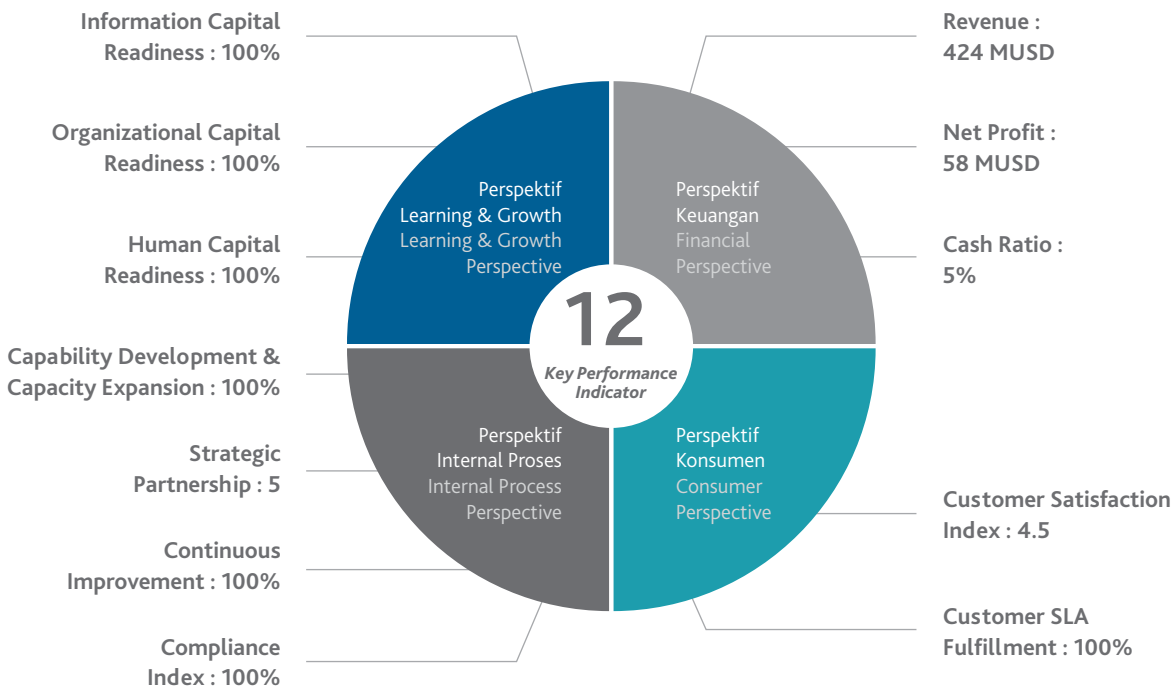 Information Capital
Readiness : 100%
Organizational Capital
Readiness : 100%
Human Capital
Readiness : 100%
Capability Development &
Capacity Expansion : 100%
Strategic
Partnership : 5
Continuous
Improvement : 100%
Compliance
Index : 100%
Perspektif
Learning & Growth
Learning & Growth
Perspective
Perspektif
Keuangan
Financial
Perspective
12
Key Performance
Indicator
Perspektif
Internal Proses
Internal Process
Perspective
Perspektif
Konsumen
Consumer
Perspective
Revenue :
424 MUSD
Net Profit :
58 MUSD
Cash Ratio :
5%
Customer Satisfaction
Index : 4.5
Customer SLA
Fulfillment : 100%